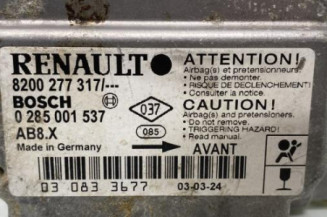 RENAULT
8200 277 317/---
BOSCH
0 285 001 537
AB8.X
Made in Germany
037
085
ATTENTION!
Airbag(s) et pretensionneurs.
• Ne pas demonter.
• RISQUE DE DECLENCHEMENT!
• Consulter la notice.
CAUTION!
Airbag(s) and pretensioners.
• Do not remove.
• TRIGGERING HAZARD!
• Read manual.
AVANT
03 083 3677
03-03-24